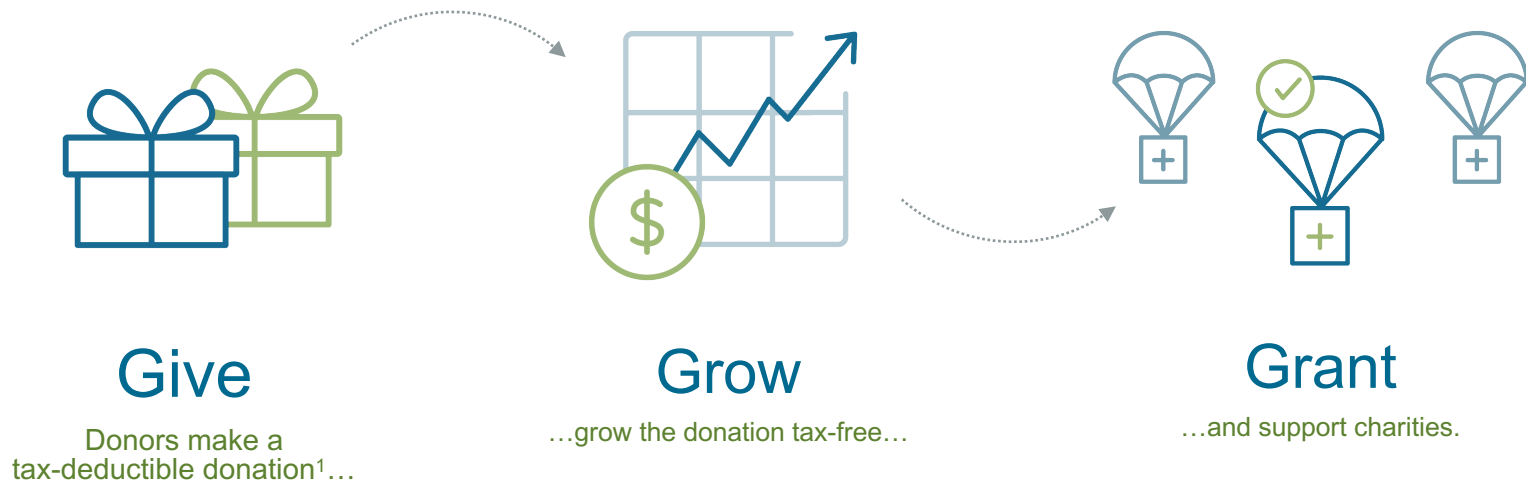 $
Give
Donors make a
tax-deductible donation¹…
Grow
…grow the donation tax-free…
Grant
…and support charities.